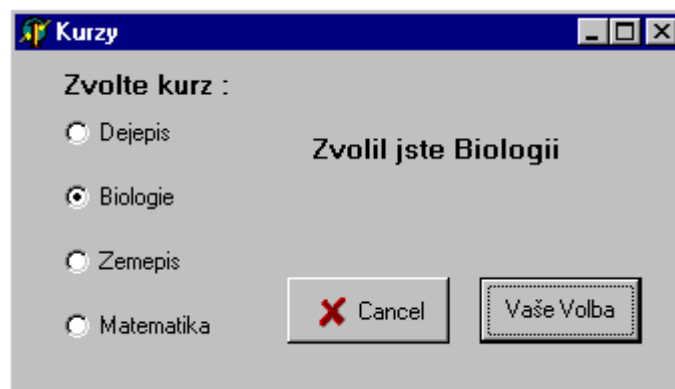 Kurzy
Zvolte kurz :
Dejepis
Zvolil jste Biologii
Biologie
Zemepis
Matematika
Cancel
Vaše Volba